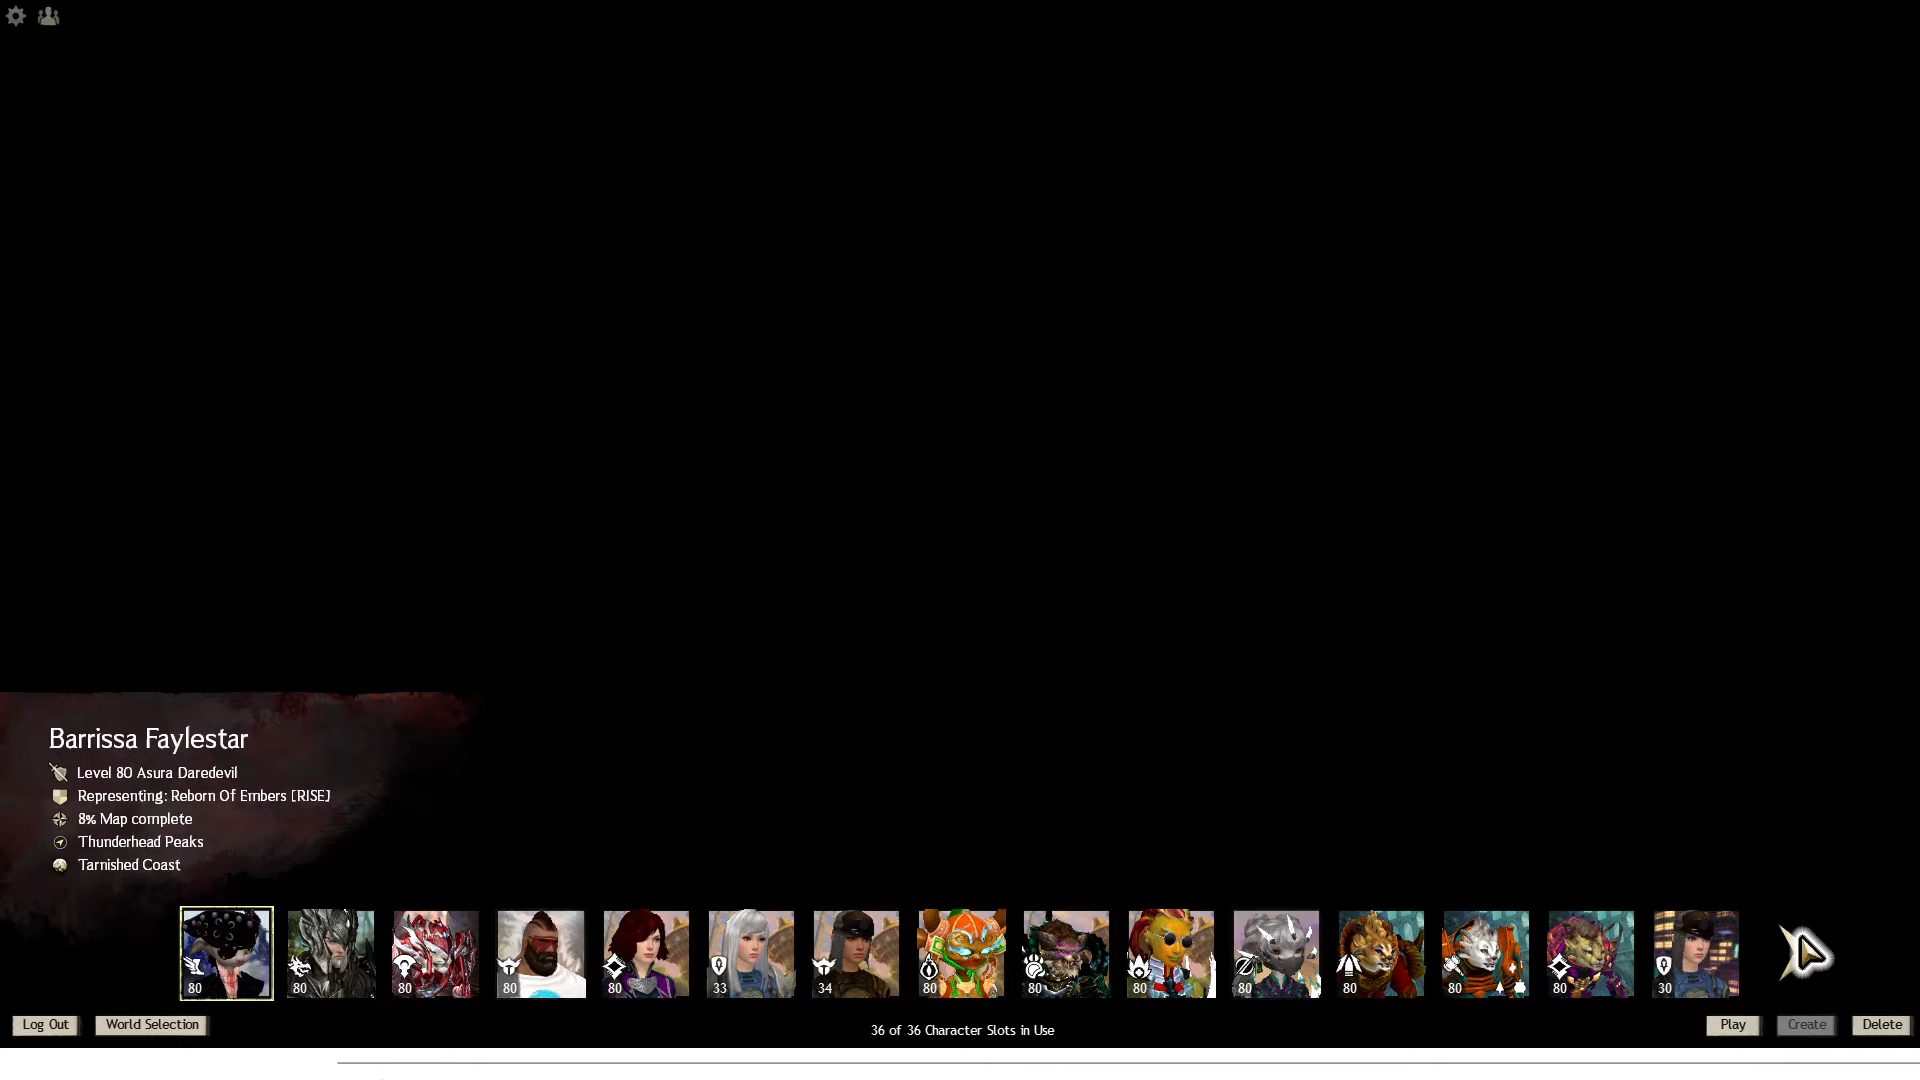 Barrissa Faylestar
Level 80 Asura Daredevil
Representing: Reborn Of Embers [RISE]
8% Map complete
Thunderhead Peaks
Tarnished Coast
80 80 80 80 80 33 34 80 80 80 80 80 80 80 30
Log Out World Selection 36 of 36 Character Slots in Use Play Create Delete